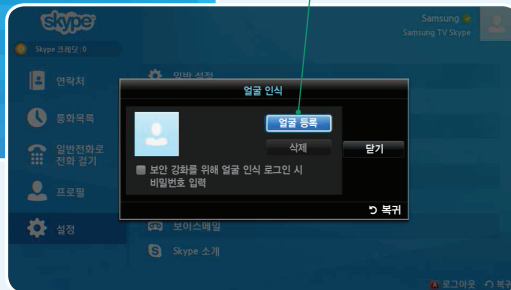 skype
Samsung
Samsung TV Skype
Skype 크레딧: 0
연락처
일반 설정
통화목록
일반전화로
전화 걸기
프로필
설정
얼굴 인식
얼굴 등록
삭제
닫기
보안 강화를 위해 얼굴 인식 로그인 시
비밀번호 입력
복귀
보이스메일
Skype 소개
A 로그아웃
복귀